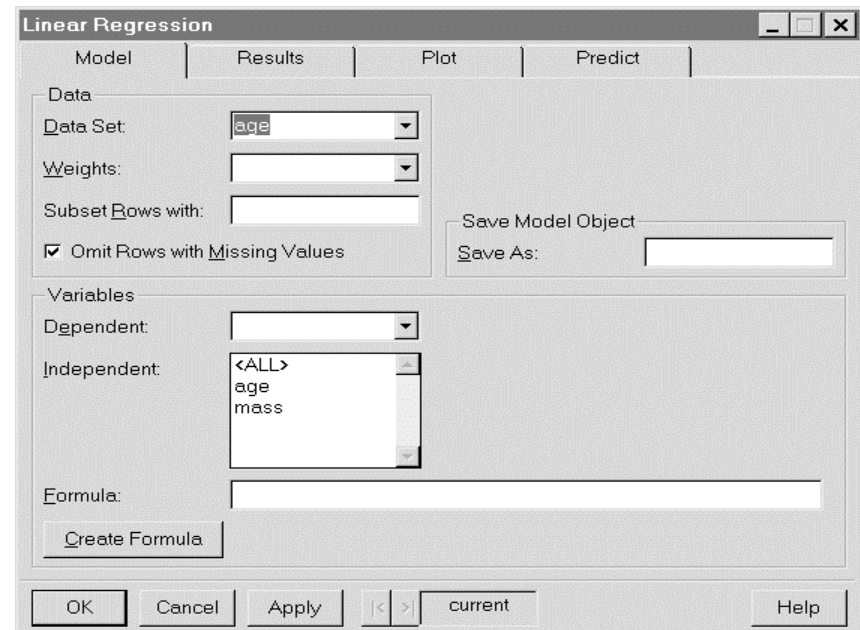 Linear Regression
Model Results Plot Predict
Data
Data Set: age
Weights:
Subset Rows with:
Omit Rows with Missing Values
Save Model Object
Save As:
Variables
Dependent:
Independent:
<ALL>
age
mass
Formula:
Create Formula
OK Cancel Apply |< >| current Help